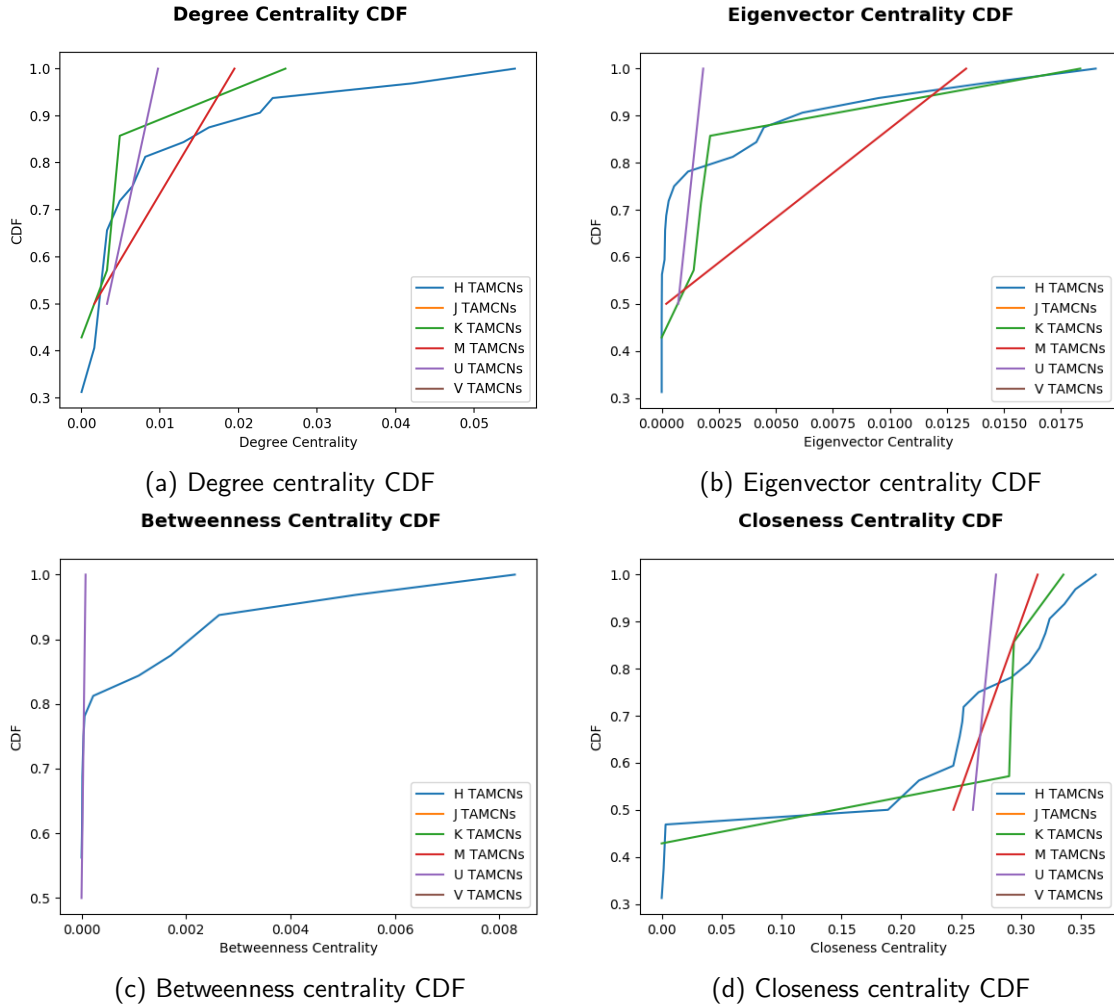 Degree Centrality CDF
1.0
0.9
0.8
0.7
0.6
0.5
0.4
0.3
CDF
0.00 0.01 0.02 0.03 0.04 0.05
Degree Centrality
H TAMCNs
J TAMCNs
K TAMCNs
M TAMCNs
U TAMCNs
V TAMCNs
(a) Degree centrality CDF
Eigenvector Centrality CDF
1.0
0.9
0.8
0.7
0.6
0.5
0.4
0.3
CDF
0.0000 0.0025 0.0050 0.0075 0.0100 0.0125 0.0150 0.0175
Eigenvector Centrality
H TAMCNs
J TAMCNs
K TAMCNs
M TAMCNs
U TAMCNs
V TAMCNs
(b) Eigenvector centrality CDF
Betweenness Centrality CDF
1.0
0.9
0.8
0.7
0.6
0.5
CDF
0.000 0.002 0.004 0.006 0.008
Betweenness Centrality
H TAMCNs
J TAMCNs
K TAMCNs
M TAMCNs
U TAMCNs
V TAMCNs
(c) Betweenness centrality CDF
Closeness Centrality CDF
1.0
0.9
0.8
0.7
0.6
0.5
0.4
0.3
CDF
0.00 0.05 0.10 0.15 0.20 0.25 0.30 0.35
Closeness Centrality
H TAMCNs
J TAMCNs
K TAMCNs
M TAMCNs
U TAMCNs
V TAMCNs
(d) Closeness centrality CDF